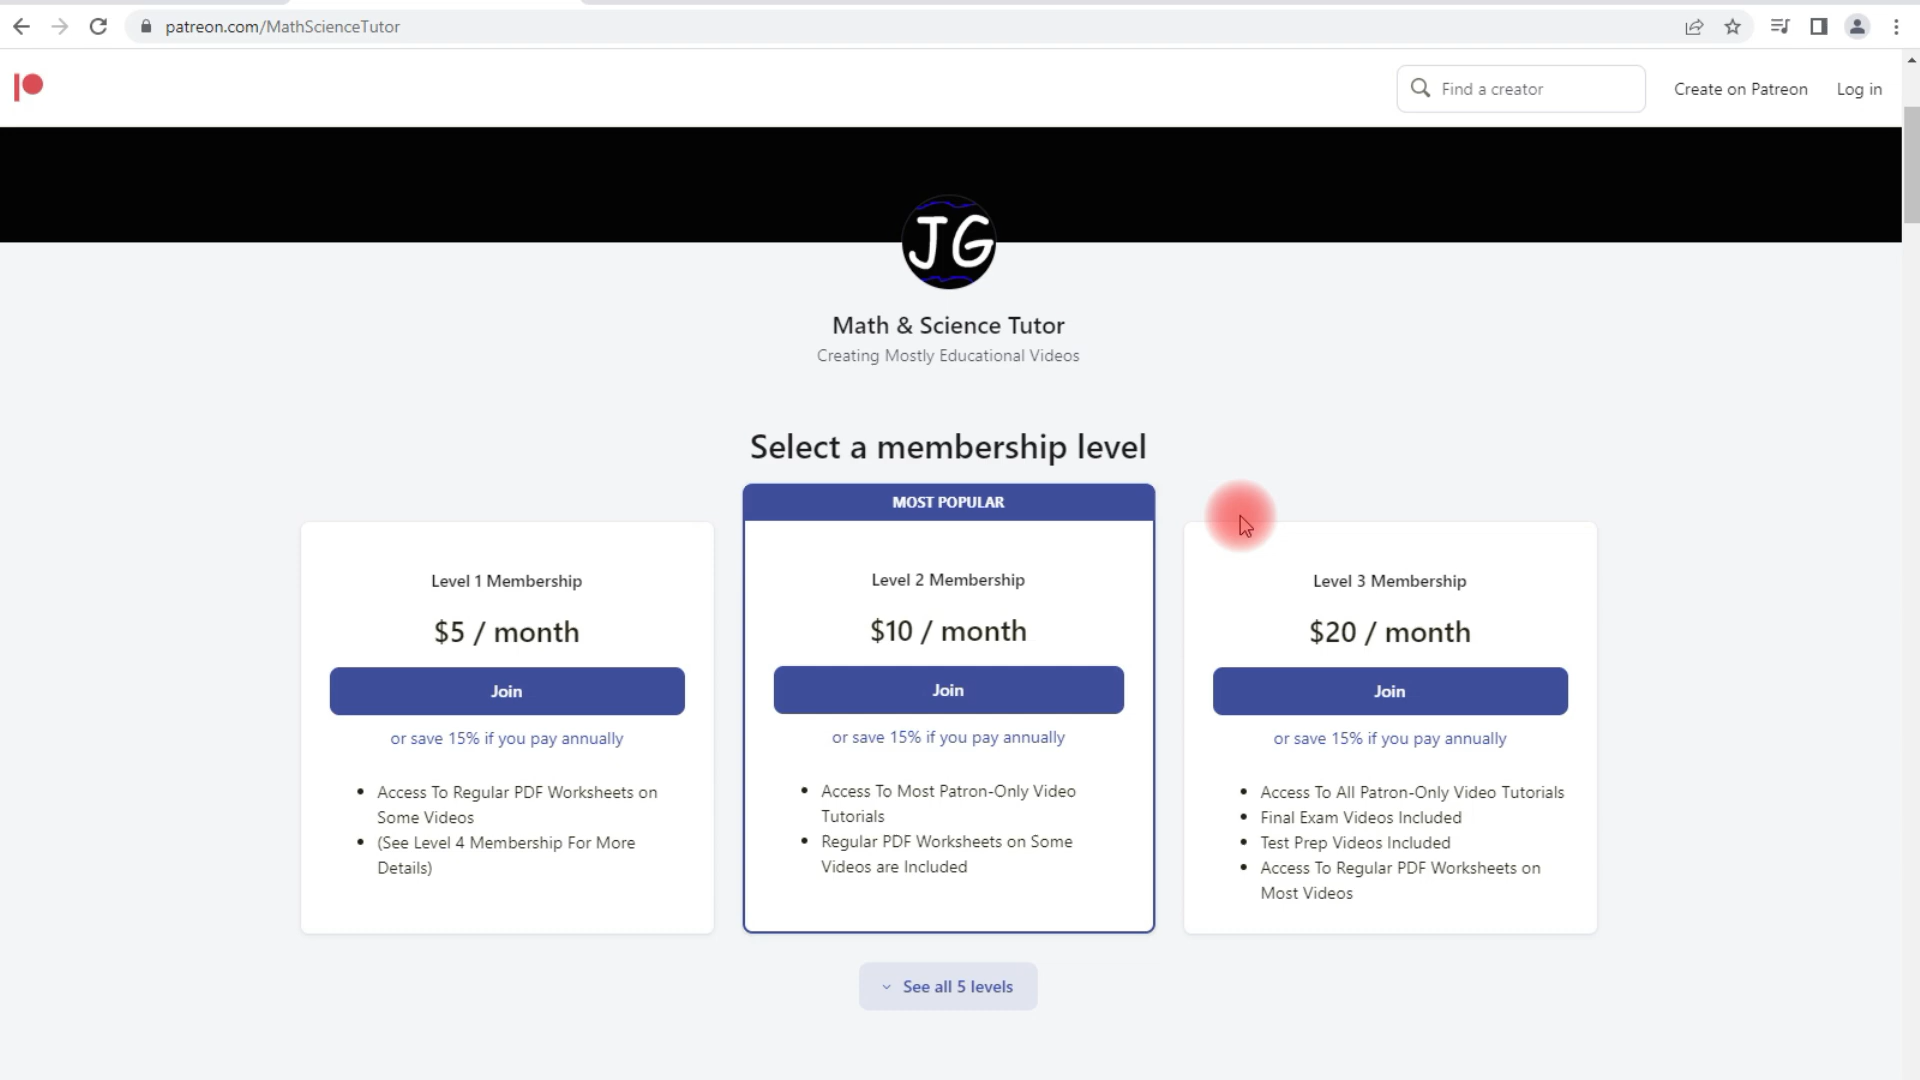 patreon.com/MathScienceTutor
Find a creator
Create on Patreon
Log in
JG
Math & Science Tutor
Creating Mostly Educational Videos
Select a membership level
MOST POPULAR
Level 1 Membership
$5 / month
Join
or save 15% if you pay annually
• Access To Regular PDF Worksheets on
Some Videos
• (See Level 4 Membership For More
Details)
Level 2 Membership
$10 / month
Join
or save 15% if you pay annually
• Access To Most Patron-Only Video
Tutorials
• Regular PDF Worksheets on Some
Videos are Included
Level 3 Membership
$20 / month
Join
or save 15% if you pay annually
• Access To All Patron-Only Video Tutorials
• Final Exam Videos Included
• Test Prep Videos Included
• Access To Regular PDF Worksheets on
Most Videos
See all 5 levels